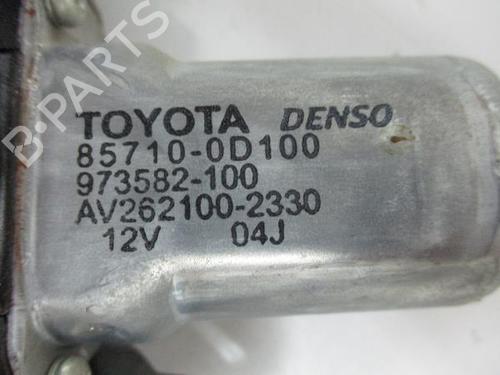 B-PARTS
TOYOTA DENSO
85710-0D100
973582-100
AV262100-2330
12V 04J